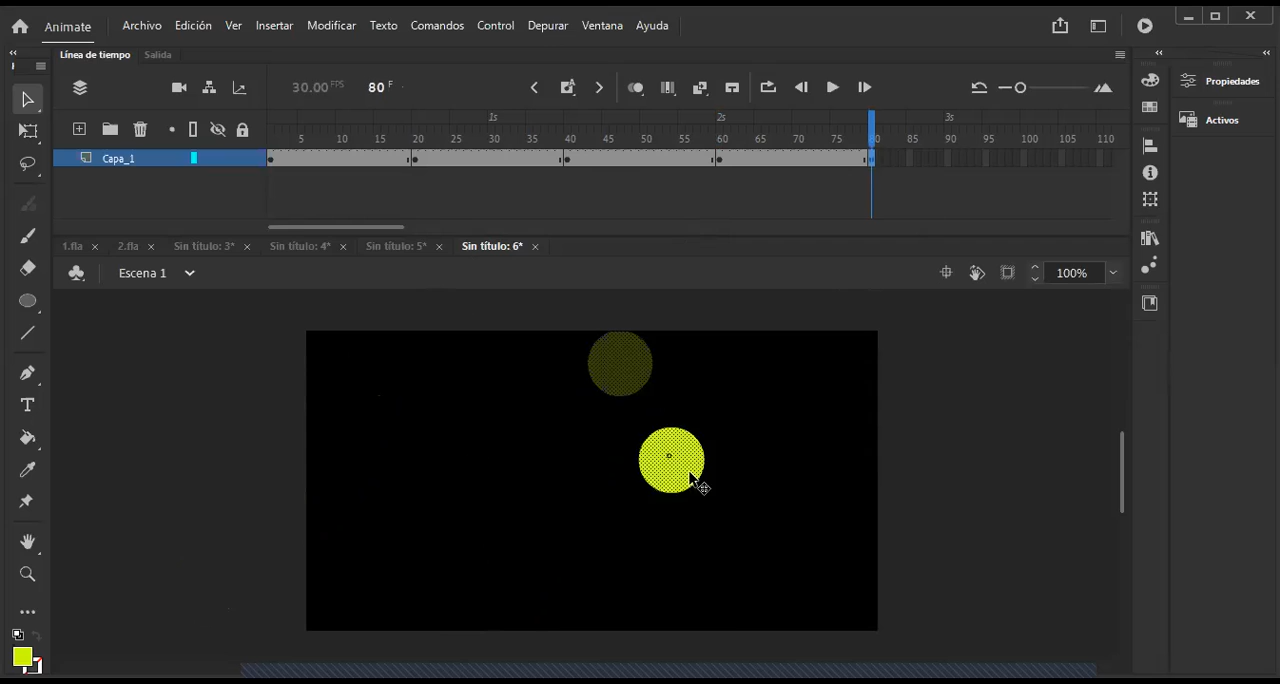 Animate Archivo Edición Ver Insertar Modificar Texto Comandos Control Depurar Ventana Ayuda
Línea de tiempo Salida
30.00 FPS 80 F
1s 2s 3s
5 10 15 20 25 30 35 40 45 50 55 60 65 70 75 80 85 90 95 100 105 110
Capa_1
1.fla × 2.fla × Sin título: 3* × Sin título: 4* × Sin título: 5* × Sin título: 6* ×
Escena 1 100%
Propiedades
Activos